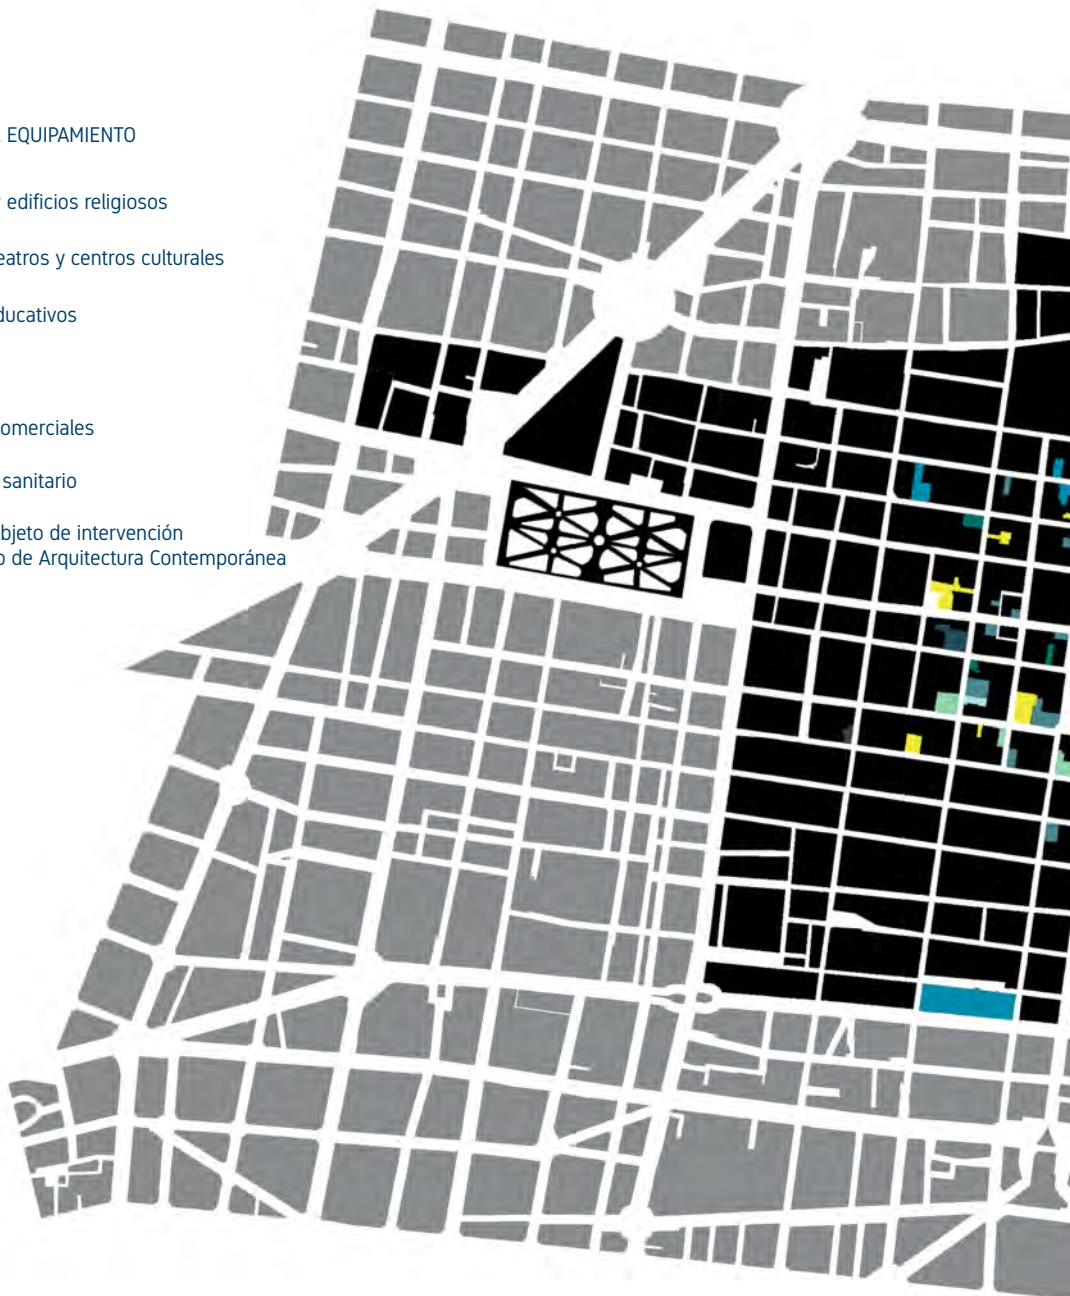 EQUIPAMIENTO
edificios religiosos
eatros y centros culturales
ducativos
omerciales
sanitario
bjeto de intervención
o de Arquitectura Contemporánea